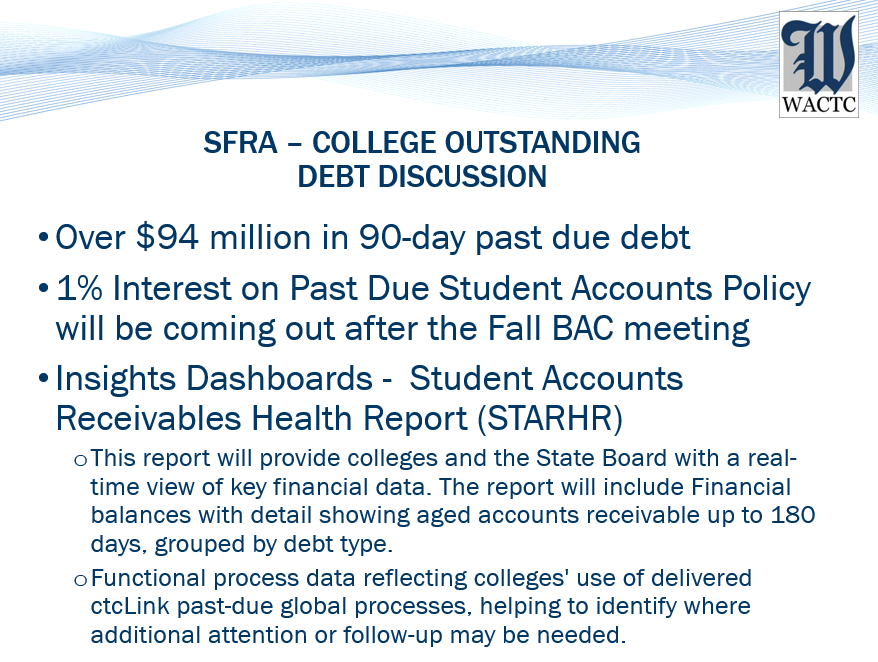 WACTC
SFRA – COLLEGE OUTSTANDING
DEBT DISCUSSION
• Over $94 million in 90-day past due debt
• 1% Interest on Past Due Student Accounts Policy
will be coming out after the Fall BAC meeting
• Insights Dashboards -  Student Accounts
Receivables Health Report (STARHR)
o This report will provide colleges and the State Board with a real-
time view of key financial data. The report will include Financial
balances with detail showing aged accounts receivable up to 180
days, grouped by debt type.
o Functional process data reflecting colleges' use of delivered
ctcLink past-due global processes, helping to identify where
additional attention or follow-up may be needed.